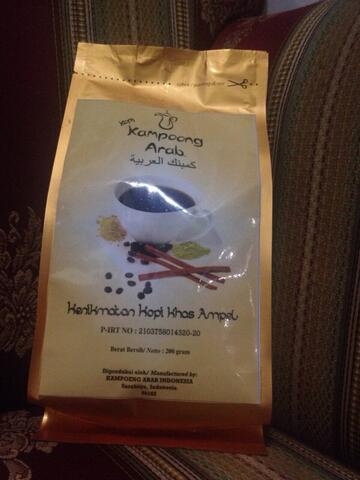 Kopi
Kampoong
Arab
كمبنك العربية
Kenikmatan Kopi Khas Ampel
P-IRT NO : 2103758014320-20
Berat Bersih/ Netto : 200 gram
Diproduksi oleh/ Manufactured by:
KAMPOENG ARAB INDONESIA
Surabaya, Indonesia.
60152